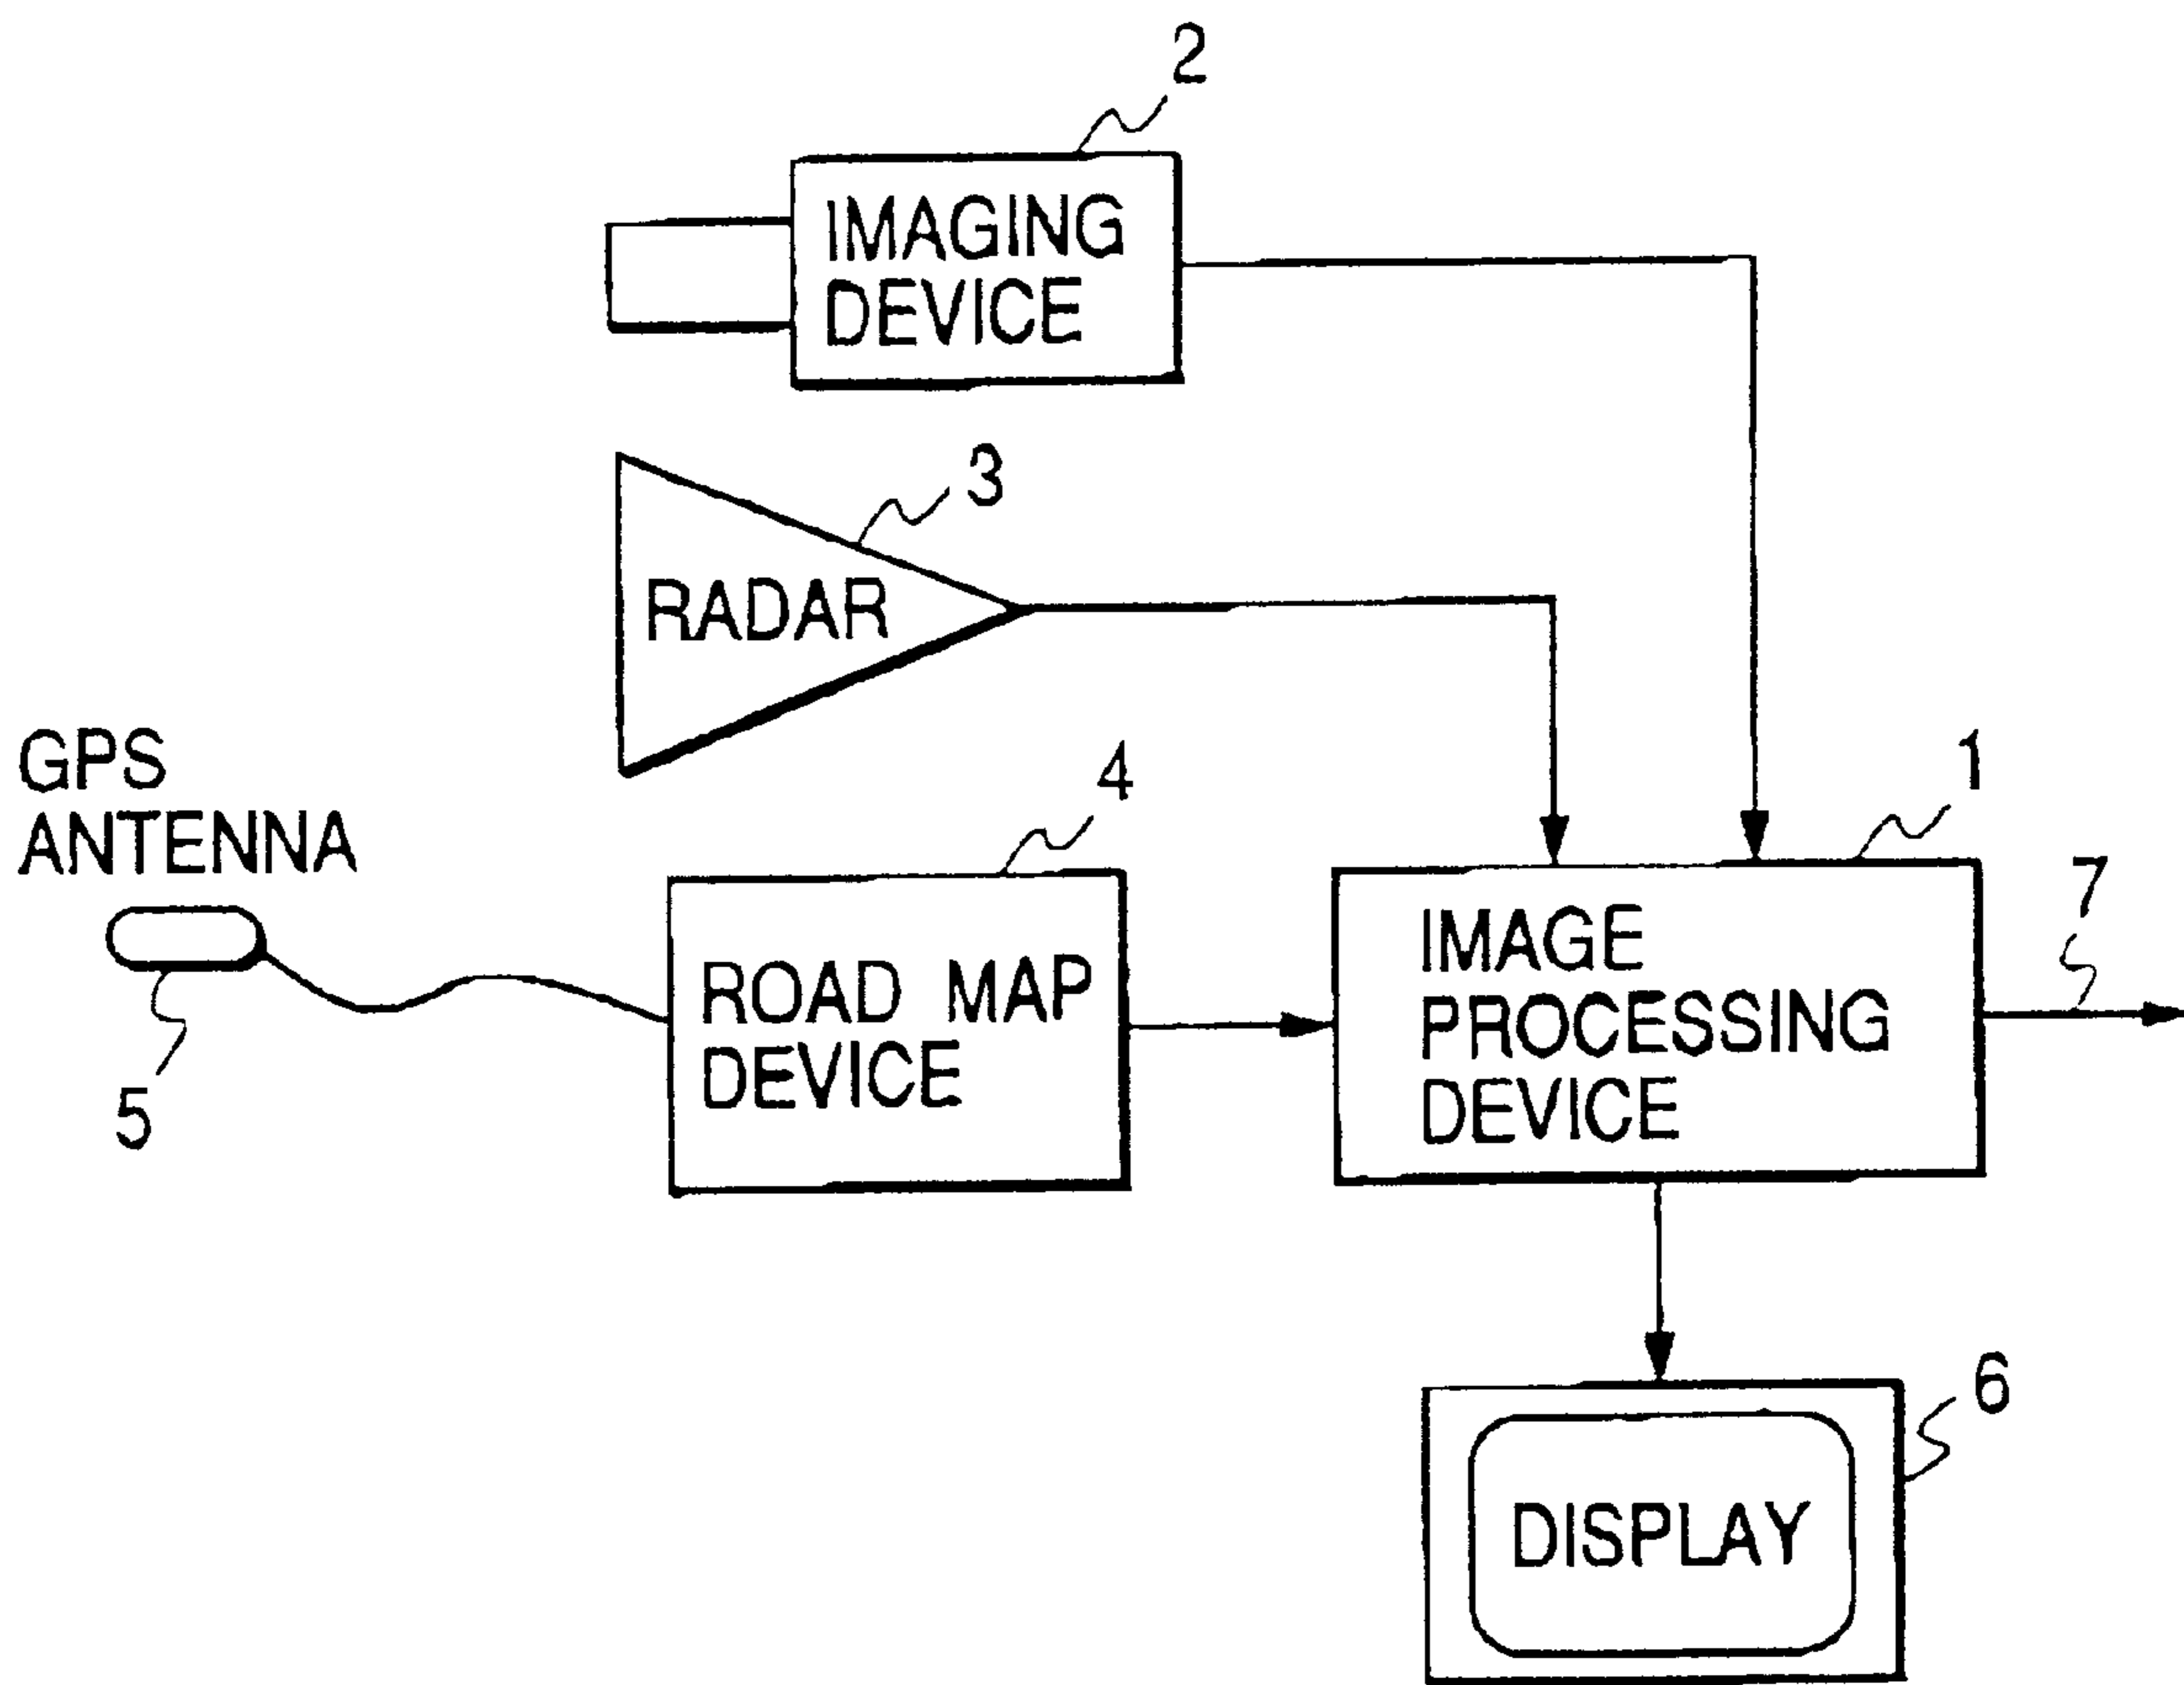 2
IMAGING
DEVICE
3
RADAR
GPS
ANTENNA
4
1
7
ROAD MAP
DEVICE
IMAGE
PROCESSING
DEVICE
5
6
DISPLAY